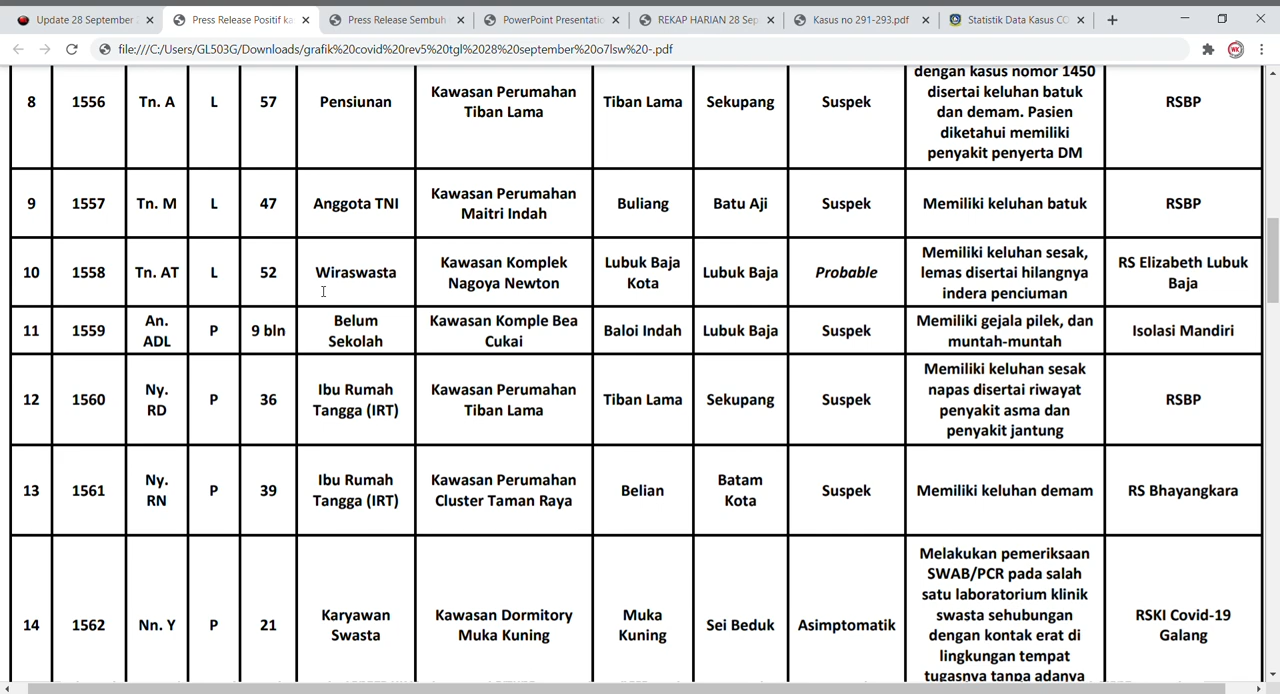 Update 28 September
Press Release Positif ka
Press Release Sembuh
PowerPoint Presentatio
REKAP HARIAN 28 Sep
Kasus no 291-293.pdf
Statistik Data Kasus CO
file:///C:/Users/GL503G/Downloads/grafik%20covid%20rev5%20tgl%2028%20september%20o7lsw%20-.pdf
WK
8
1556
Tn. A
L
57
Pensiunan
Kawasan Perumahan
Tiban Lama
Tiban Lama
Sekupang
Suspek
dengan kasus nomor 1450
disertai keluhan batuk
dan demam. Pasien
diketahui memiliki
penyakit penyerta DM
RSBP
9
1557
Tn. M
L
47
Anggota TNI
Kawasan Perumahan
Maitri Indah
Buliang
Batu Aji
Suspek
Memiliki keluhan batuk
RSBP
10
1558
Tn. AT
L
52
Wiraswasta
Kawasan Komplek
Nagoya Newton
Lubuk Baja
Kota
Lubuk Baja
Probable
Memiliki keluhan sesak,
lemas disertai hilangnya
indera penciuman
RS Elizabeth Lubuk
Baja
11
1559
An.
ADL
P
9 bln
Belum
Sekolah
Kawasan Komple Bea
Cukai
Baloi Indah
Lubuk Baja
Suspek
Memiliki gejala pilek, dan
muntah-muntah
Isolasi Mandiri
12
1560
Ny.
RD
P
36
Ibu Rumah
Tangga (IRT)
Kawasan Perumahan
Tiban Lama
Tiban Lama
Sekupang
Suspek
Memiliki keluhan sesak
napas disertai riwayat
penyakit asma dan
penyakit jantung
RSBP
13
1561
Ny.
RN
P
39
Ibu Rumah
Tangga (IRT)
Kawasan Perumahan
Cluster Taman Raya
Belian
Batam
Kota
Suspek
Memiliki keluhan demam
RS Bhayangkara
14
1562
Nn. Y
P
21
Karyawan
Swasta
Kawasan Dormitory
Muka Kuning
Muka
Kuning
Sei Beduk
Asimptomatik
Melakukan pemeriksaan
SWAB/PCR pada salah
satu laboratorium klinik
swasta sehubungan
dengan kontak erat di
lingkungan tempat
tugasnya tanpa adanya
RSKI Covid-19
Galang